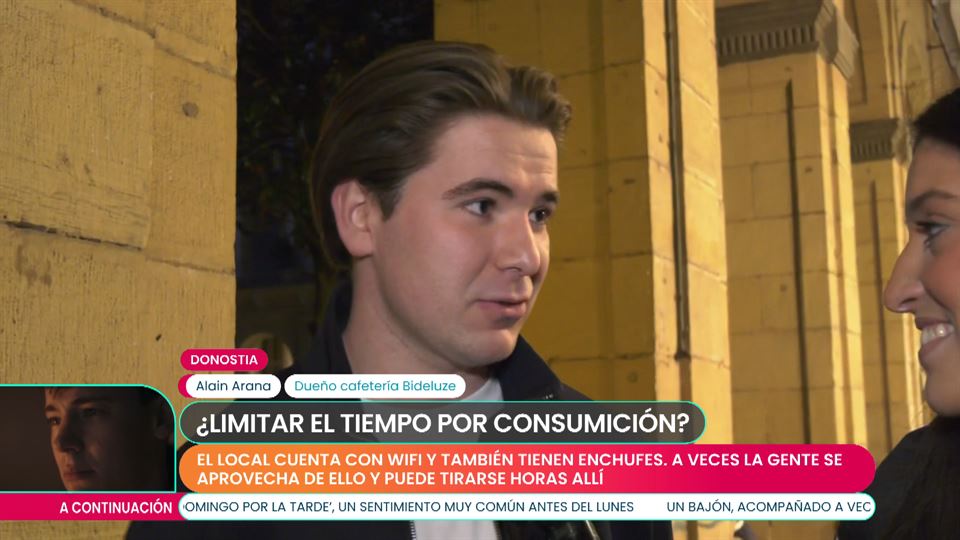 DONOSTIA
Alain Arana Dueño cafetería Bideluze
¿LIMITAR EL TIEMPO POR CONSUMICIÓN?
EL LOCAL CUENTA CON WIFI Y TAMBIÉN TIENEN ENCHUFES. A VECES LA GENTE SE
APROVECHA DE ELLO Y PUEDE TIRARSE HORAS ALLÍ
A CONTINUACIÓN DOMINGO POR LA TARDE’, UN SENTIMIENTO MUY COMÚN ANTES DEL LUNES UN BAJÓN, ACOMPAÑADO A VEC